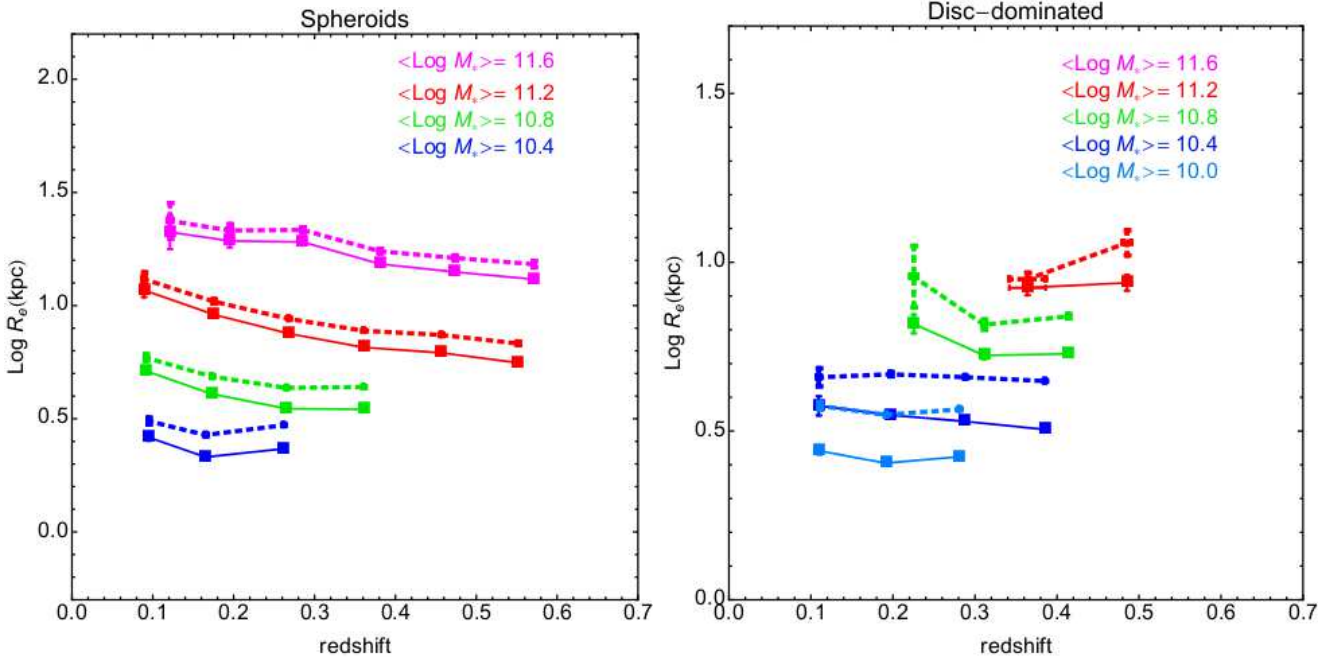 Spheroids
<Log M*>= 11.6
<Log M*>= 11.2
<Log M*>= 10.8
<Log M*>= 10.4
2.0
1.5
1.0
0.5
0.0
Log Re(kpc)
0.0 0.1 0.2 0.3 0.4 0.5 0.6 0.7
redshift
Disc-dominated
<Log M*>= 11.6
<Log M*>= 11.2
<Log M*>= 10.8
<Log M*>= 10.4
<Log M*>= 10.0
1.5
1.0
0.5
0.0
Log Re(kpc)
0.0 0.1 0.2 0.3 0.4 0.5 0.6 0.7
redshift